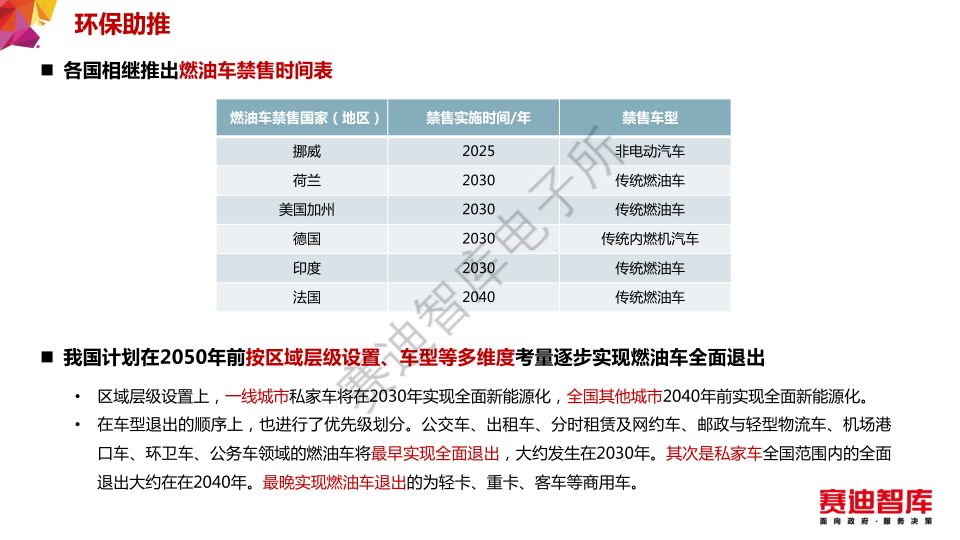 环保助推
■ 各国相继推出燃油车禁售时间表
燃油车禁售国家（地区） 禁售实施时间/年 禁售车型
挪威 2025 非电动汽车
荷兰 2030 传统燃油车
美国加州 2030 传统燃油车
德国 2030 传统内燃机汽车
印度 2030 传统燃油车
法国 2040 传统燃油车
■ 我国计划在2050年前按区域层级设置、车型等多维度考量逐步实现燃油车全面退出
• 区域层级设置上，一线城市私家车将在2030年实现全面新能源化，全国其他城市2040年前实现全面新能源化。
• 在车型退出的顺序上，也进行了优先级划分。公交车、出租车、分时租赁及网约车、邮政与轻型物流车、机场港
口车、环卫车、公务车领域的燃油车将最早实现全面退出，大约发生在2030年。其次是私家车全国范围内的全面
退出大约在在2040年。最晚实现燃油车退出的为轻卡、重卡、客车等商用车。
赛迪智库电子所
赛迪智库
面向政府·服务决策